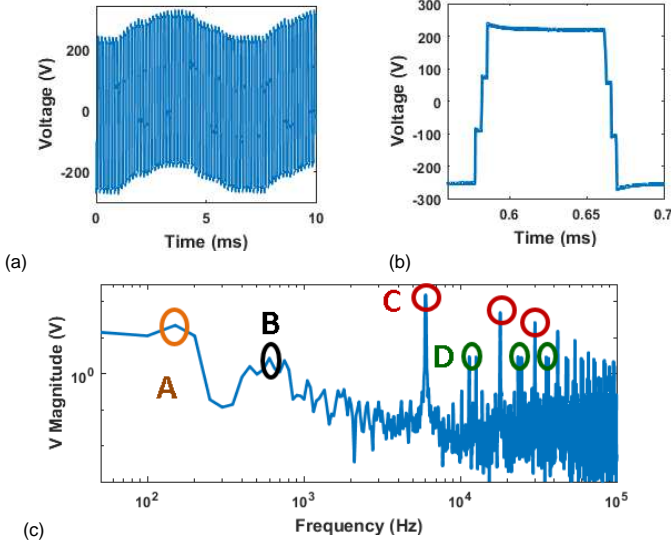 200
0
-200
Voltage (V)
0
5
10
Time (ms)
(a)
300
200
100
0
-100
-200
-300
Voltage (V)
0.6
0.65
0.7
Time (ms)
(b)
V Magnitude (V)
10⁰
A
B
C
D
10²
10³
10⁴
10⁵
Frequency (Hz)
(c)